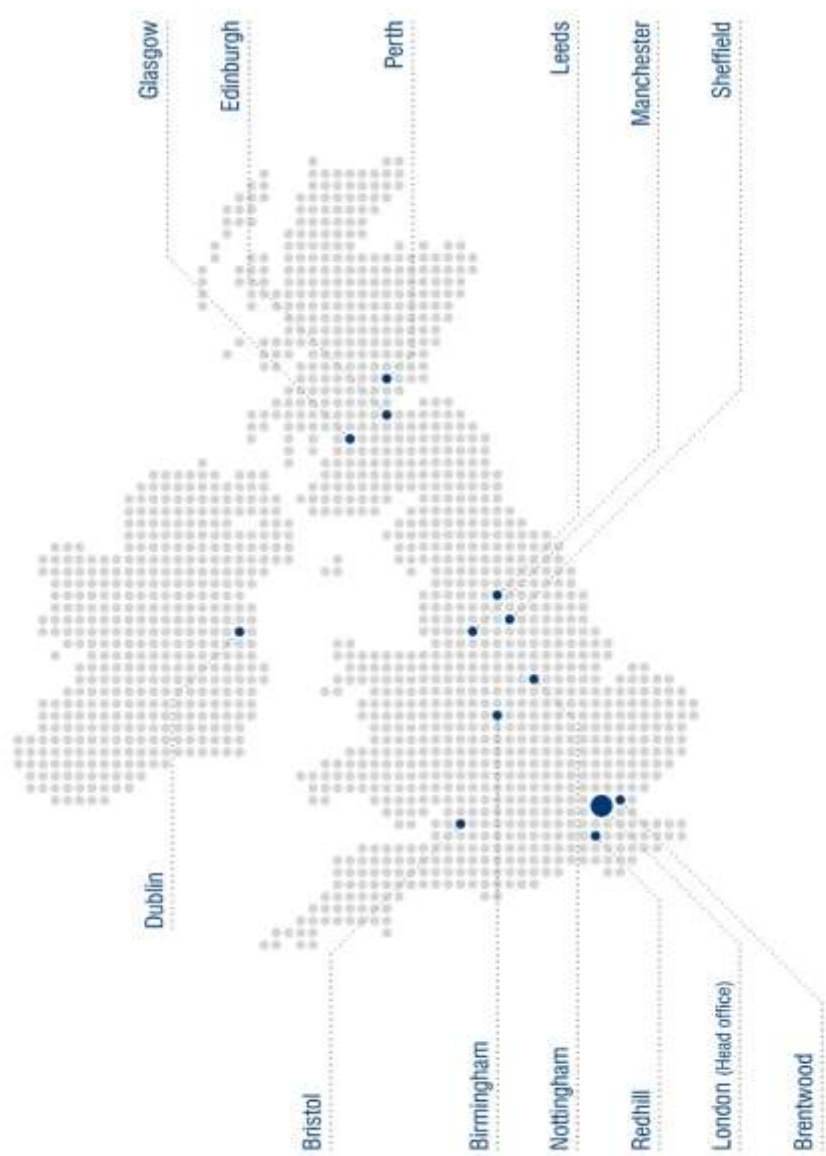 Glasgow
Edinburgh
Perth
Leeds
Manchester
Sheffield
Dublin
Bristol
Birmingham
Nottingham
Redhill
London (Head office)
Brentwood